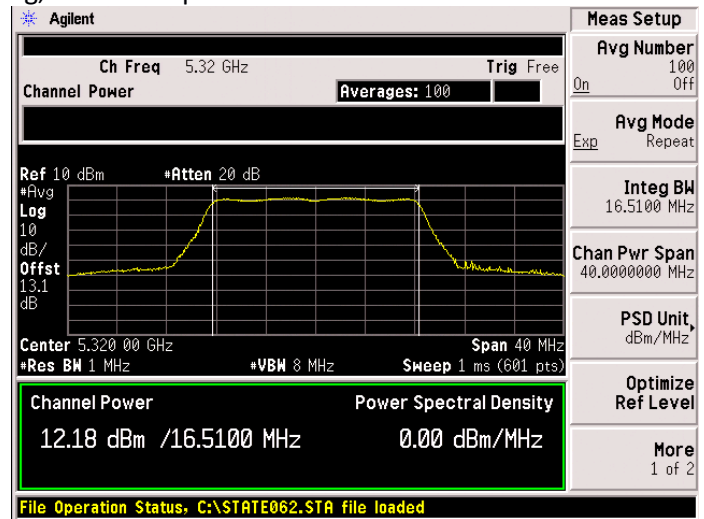 Agilent
Meas Setup
Ch Freq 5.32 GHz Trig Free
Channel Power Averages: 100
Ref 10 dBm #Atten 20 dB
#Avg
Log
10
dB/
Offst
13.1
dB
Center 5.320 00 GHz Span 40 MHz
#Res BW 1 MHz #VBW 8 MHz Sweep 1 ms (601 pts)
Channel Power Power Spectral Density
12.18 dBm /16.5100 MHz 0.00 dBm/MHz
File Operation Status, C:\STATE062.STA file loaded
Avg Number
100
On Off
Avg Mode
Exp Repeat
Integ BW
16.5100 MHz
Chan Pwr Span
40.0000000 MHz
PSD Unit
dBm/MHz
Optimize
Ref Level
More
1 of 2